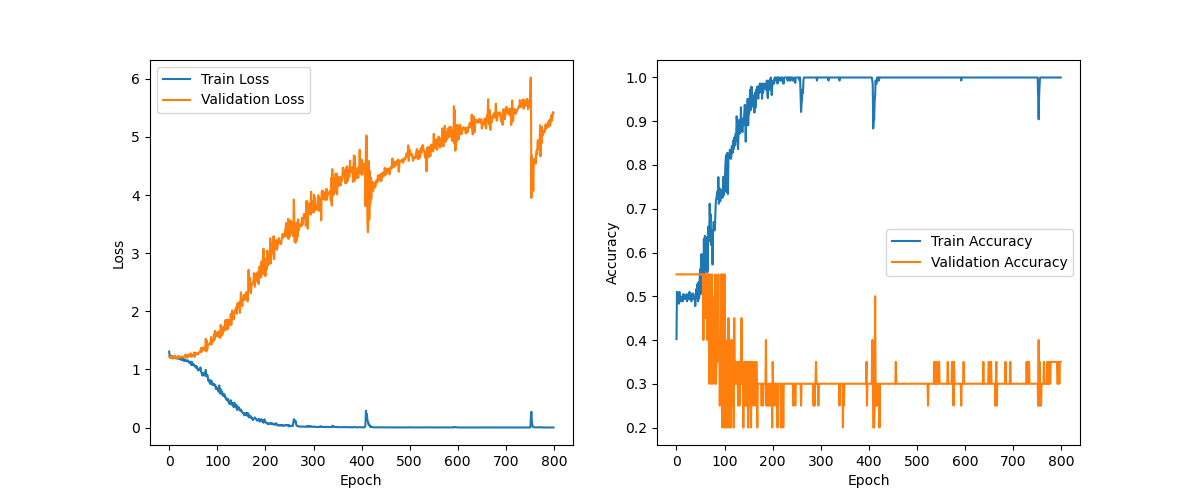 Train Loss
Validation Loss
6
5
4
3
2
1
0
Loss
0 100 200 300 400 500 600 700 800
Epoch
1.0
0.9
0.8
0.7
0.6
0.5
0.4
0.3
0.2
Accuracy
Train Accuracy
Validation Accuracy
0 100 200 300 400 500 600 700 800
Epoch